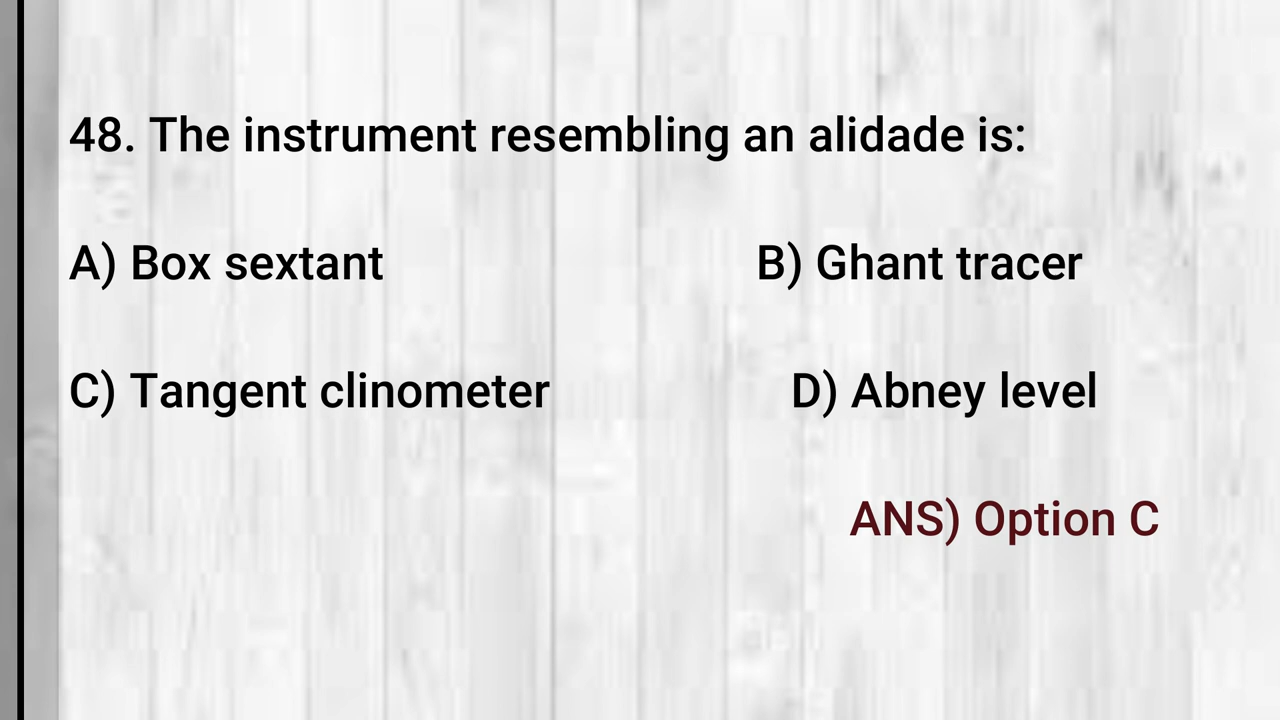 48. The instrument resembling an alidade is:
A) Box sextant B) Ghant tracer
C) Tangent clinometer D) Abney level
ANS) Option C